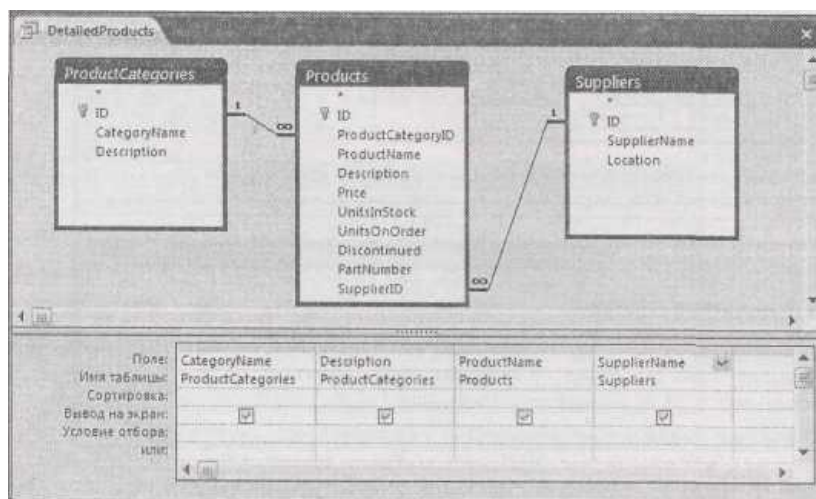 DetailedProducts
ProductCategories
*
ID
CategoryName
Description
1
∞
Products
*
ID
ProductCategoryID
ProductName
Description
Price
UnitsInStock
UnitsOnOrder
Discontinued
PartNumber
SupplierID
∞
1
Suppliers
*
ID
SupplierName
Location
Поле: CategoryName Description ProductName SupplierName
Имя таблицы: ProductCategories ProductCategories Products Suppliers
Сортировка:
Вывод на экран:
Условие отбора:
или: